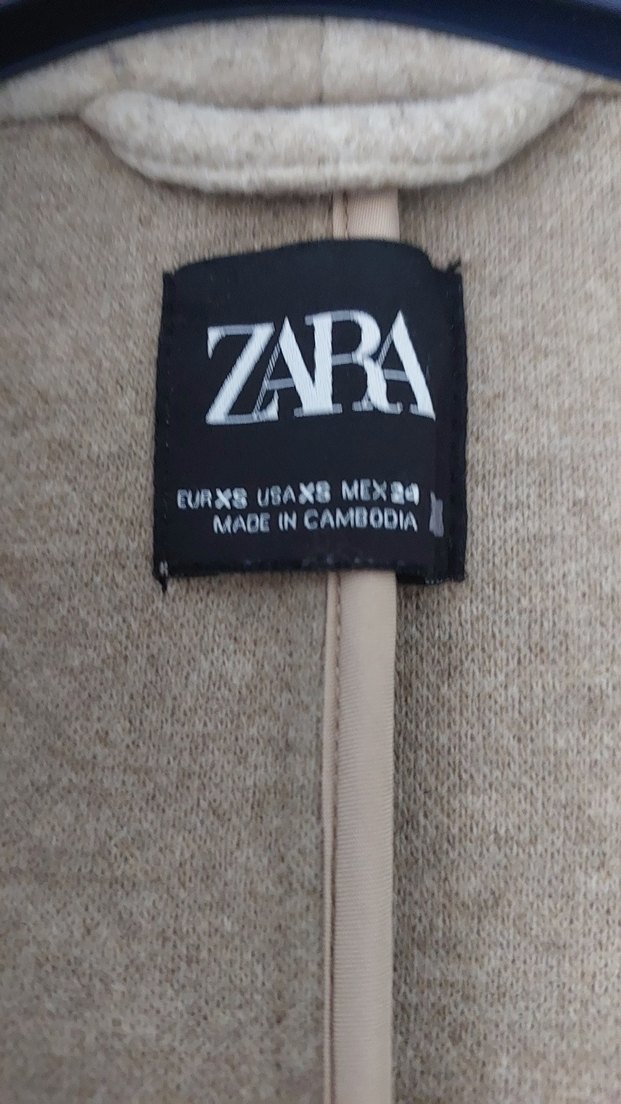 ZARA
EUR XS USA XS MEX 24
MADE IN CAMBODIA